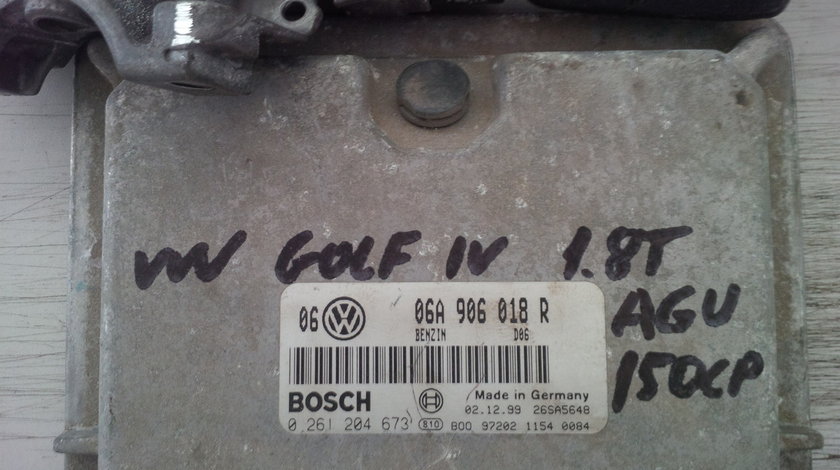 VW GOLF IV 1.8T
AGU
150CP
06 06A 906 018 R
BENZIN D06
BOSCH Made in Germany
02.12.99 26SA5648
0 261 204 673 810 B00 97202 1154 0084